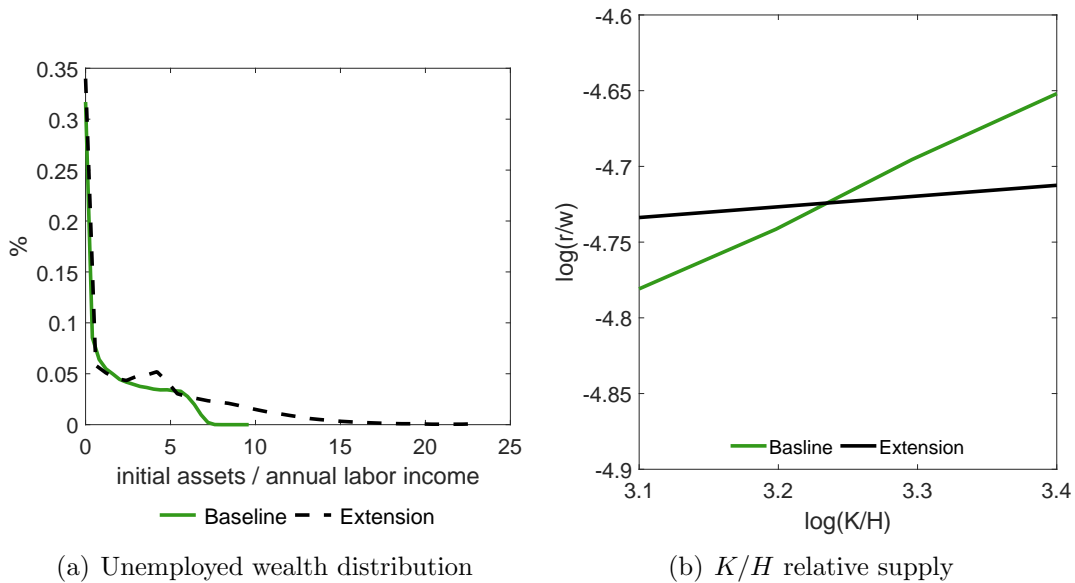 0.35
0.3
0.25
0.2
0.15
0.1
0.05
0
%
0 5 10 15 20 25
initial assets / annual labor income
Baseline Extension
(a) Unemployed wealth distribution
-4.6
-4.65
-4.7
-4.75
-4.8
-4.85
-4.9
log(r/w)
Basline Extension
3.1 3.2 3.3 3.4
log(K/H)
(b) K/H relative supply